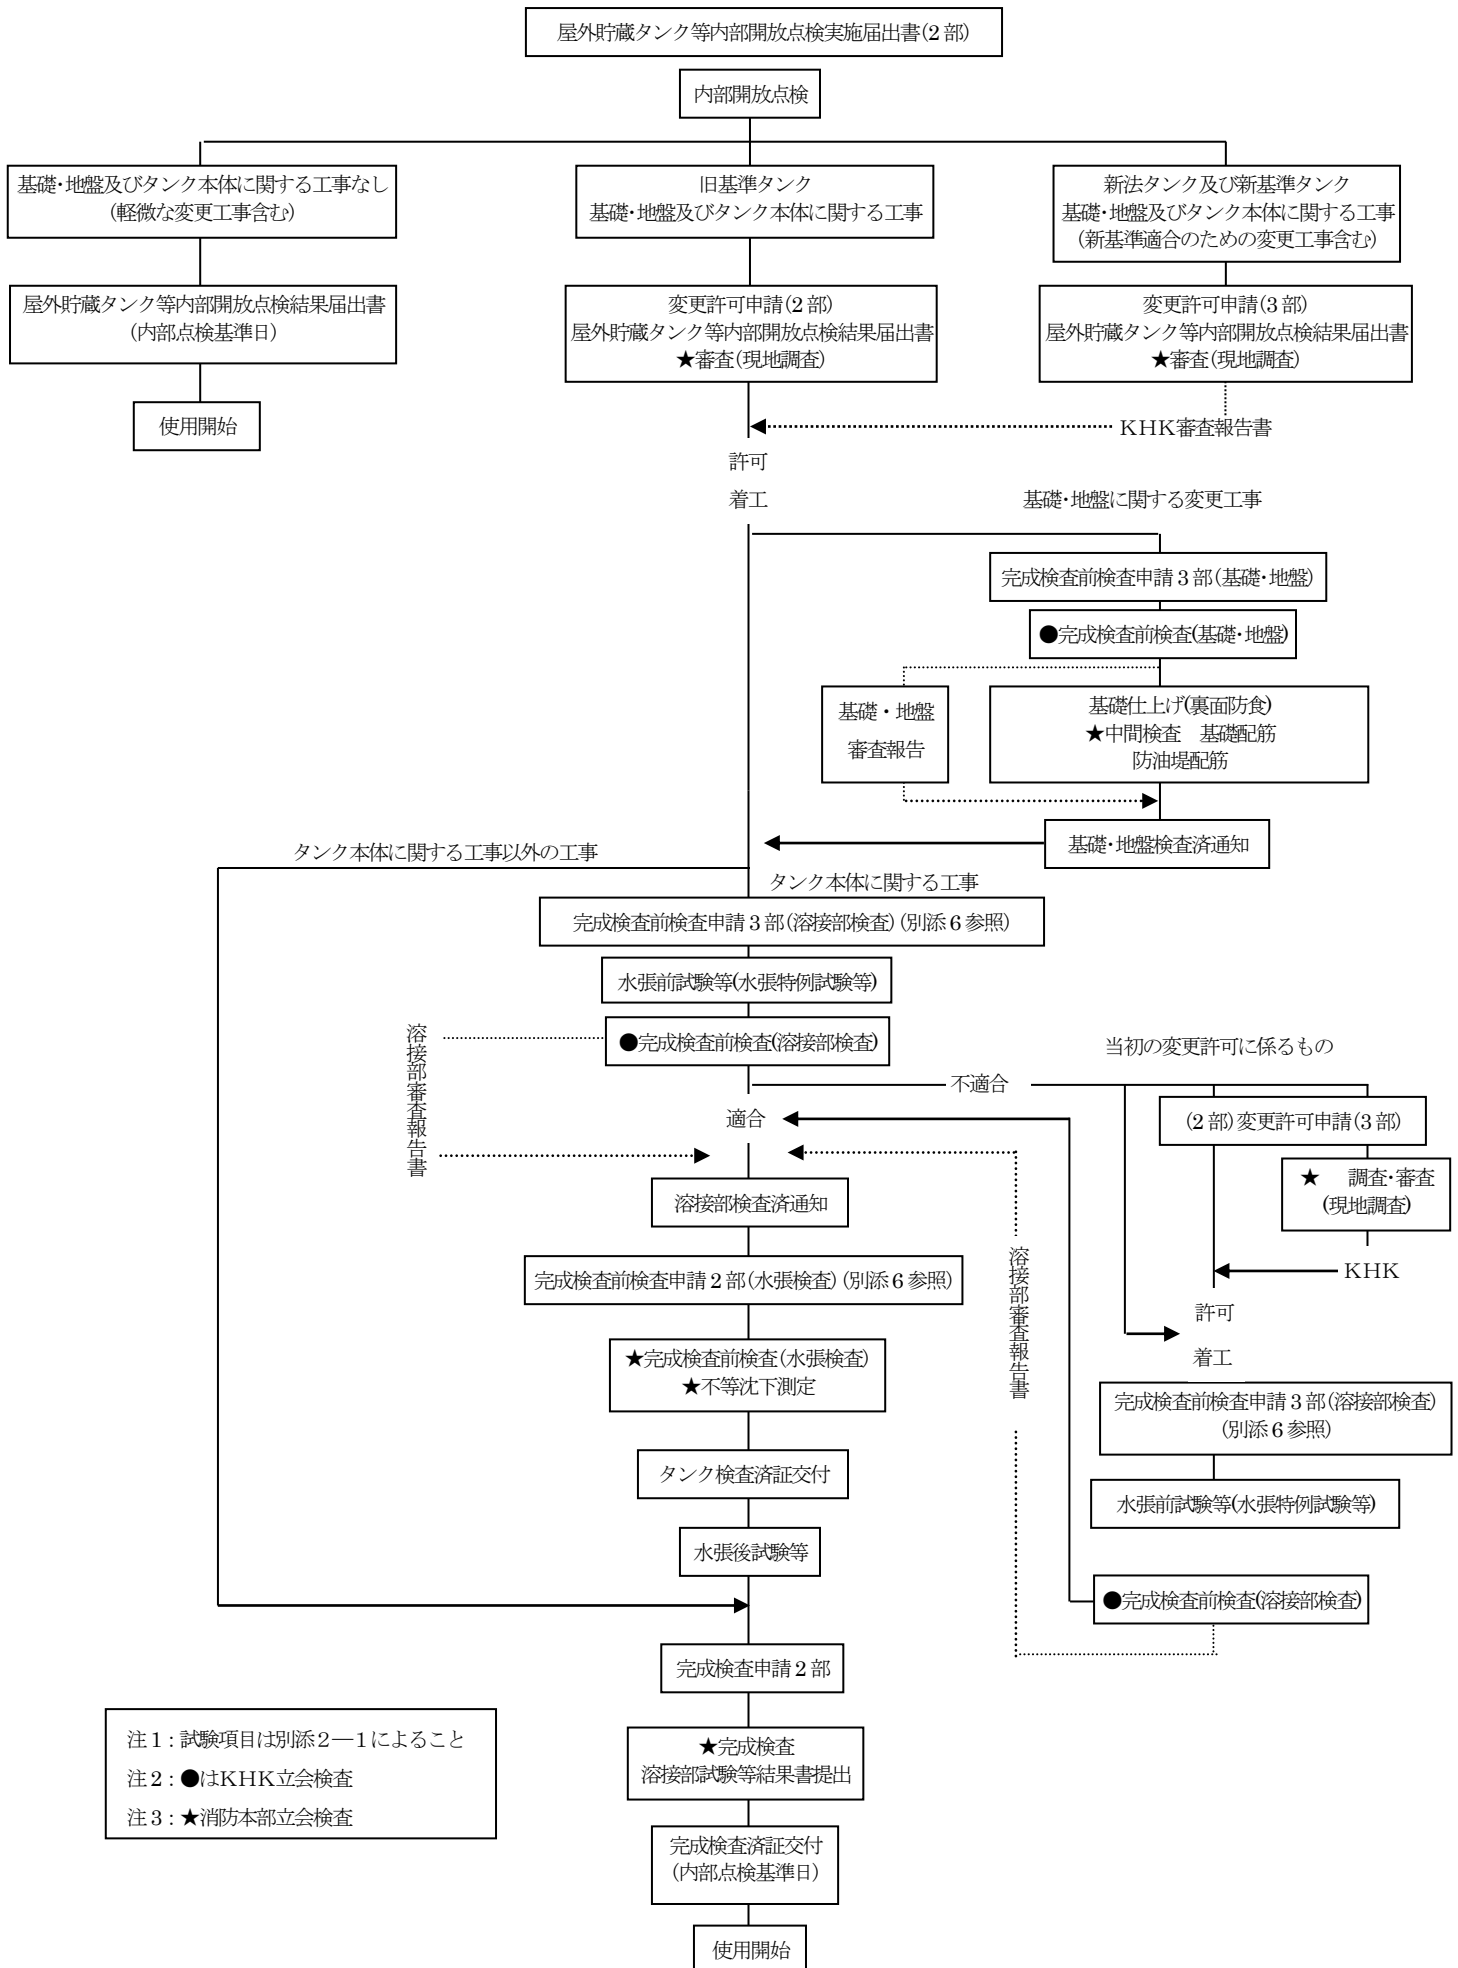 屋外貯蔵タンク等内部開放点検実施届出書(2部)
内部開放点検
基礎・地盤及びタンク本体に関する工事なし
(軽微な変更工事含む)
旧基準タンク
基礎・地盤及びタンク本体に関する工事
新法タンク及び新基準タンク
基礎・地盤及びタンク本体に関する工事
(新基準適合のための変更工事含む)
屋外貯蔵タンク等内部開放点検結果届出書
(内部点検基準日)
変更許可申請(2部)
屋外貯蔵タンク等内部開放点検結果届出書
★審査(現地調査)
変更許可申請(3部)
屋外貯蔵タンク等内部開放点検結果届出書
★審査(現地調査)
使用開始
KHK審査報告書
許可
着工
基礎・地盤に関する変更工事
完成検査前検査申請3部(基礎・地盤)
●完成検査前検査(基礎・地盤)
基礎・地盤
審査報告
基礎仕上げ(裏面防食)
★中間検査　基礎配筋
防油堤配筋
基礎・地盤検査済通知
タンク本体に関する工事以外の工事
タンク本体に関する工事
完成検査前検査申請3部(溶接部検査)(別添6参照)
水張前試験等(水張特例試験等)
●完成検査前検査(溶接部検査)
溶接部審査報告書
不適合
当初の変更許可に係るもの
適合
(2部)変更許可申請(3部)
★　調査・審査
(現地調査)
溶接部検査済通知
溶接部審査報告書
KHK
許可
着工
完成検査前検査申請2部(水張検査)(別添6参照)
★完成検査前検査(水張検査)
★不等沈下測定
完成検査前検査申請3部(溶接部検査)
(別添6参照)
タンク検査済証交付
水張前試験等(水張特例試験等)
水張後試験等
●完成検査前検査(溶接部検査)
完成検査申請2部
★完成検査
溶接部試験等結果書提出
注1:試験項目は別添2―1によること
注2:●はKHK立会検査
注3:★消防本部立会検査
完成検査済証交付
(内部点検基準日)
使用開始